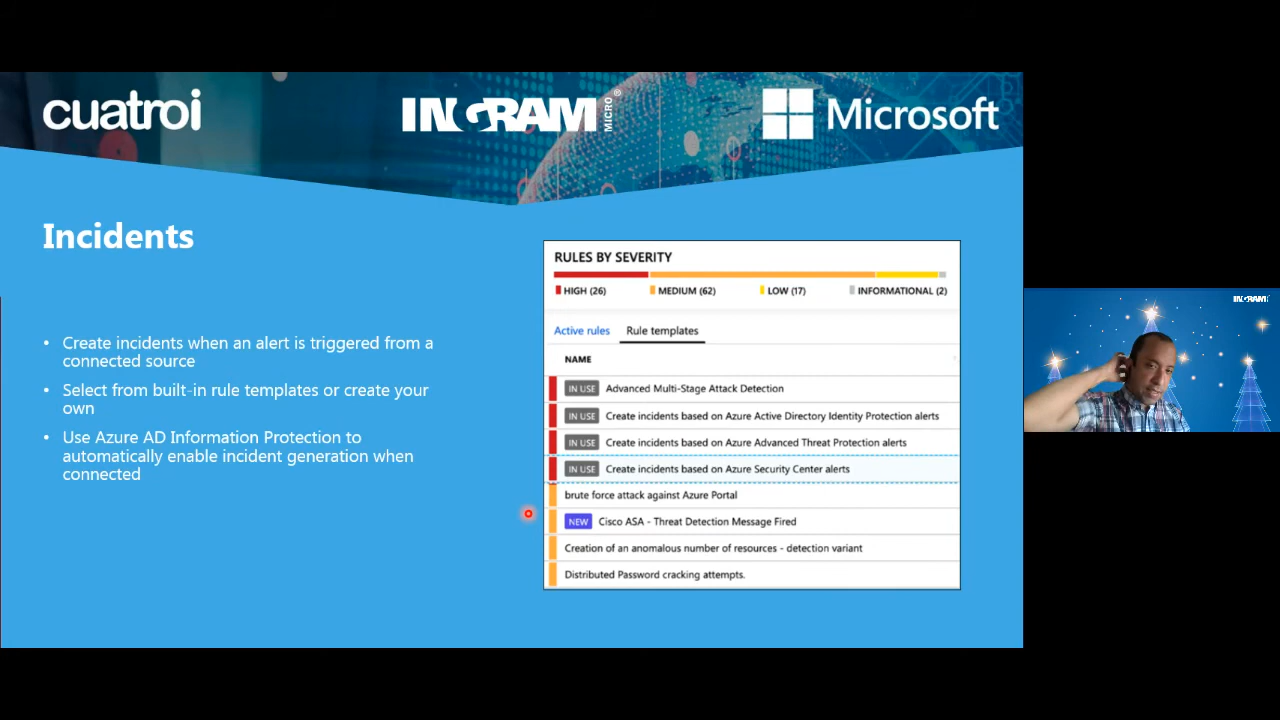 cuatroi
INGRAM MICRO®
Microsoft
Incidents
• Create incidents when an alert is triggered from a
connected source
• Select from built-in rule templates or create your
own
• Use Azure AD Information Protection to
automatically enable incident generation when
connected
RULES BY SEVERITY
HIGH (26) MEDIUM (62) LOW (17) INFORMATIONAL (2)
Active rules Rule templates
NAME
IN USE Advanced Multi-Stage Attack Detection
IN USE Create incidents based on Azure Active Directory Identity Protection alerts
IN USE Create incidents based on Azure Advanced Threat Protection alerts
IN USE Create incidents based on Azure Security Center alerts
brute force attack against Azure Portal
NEW Cisco ASA - Threat Detection Message Fired
Creation of an anomalous number of resources - detection variant
Distributed Password cracking attempts.
INGRAM